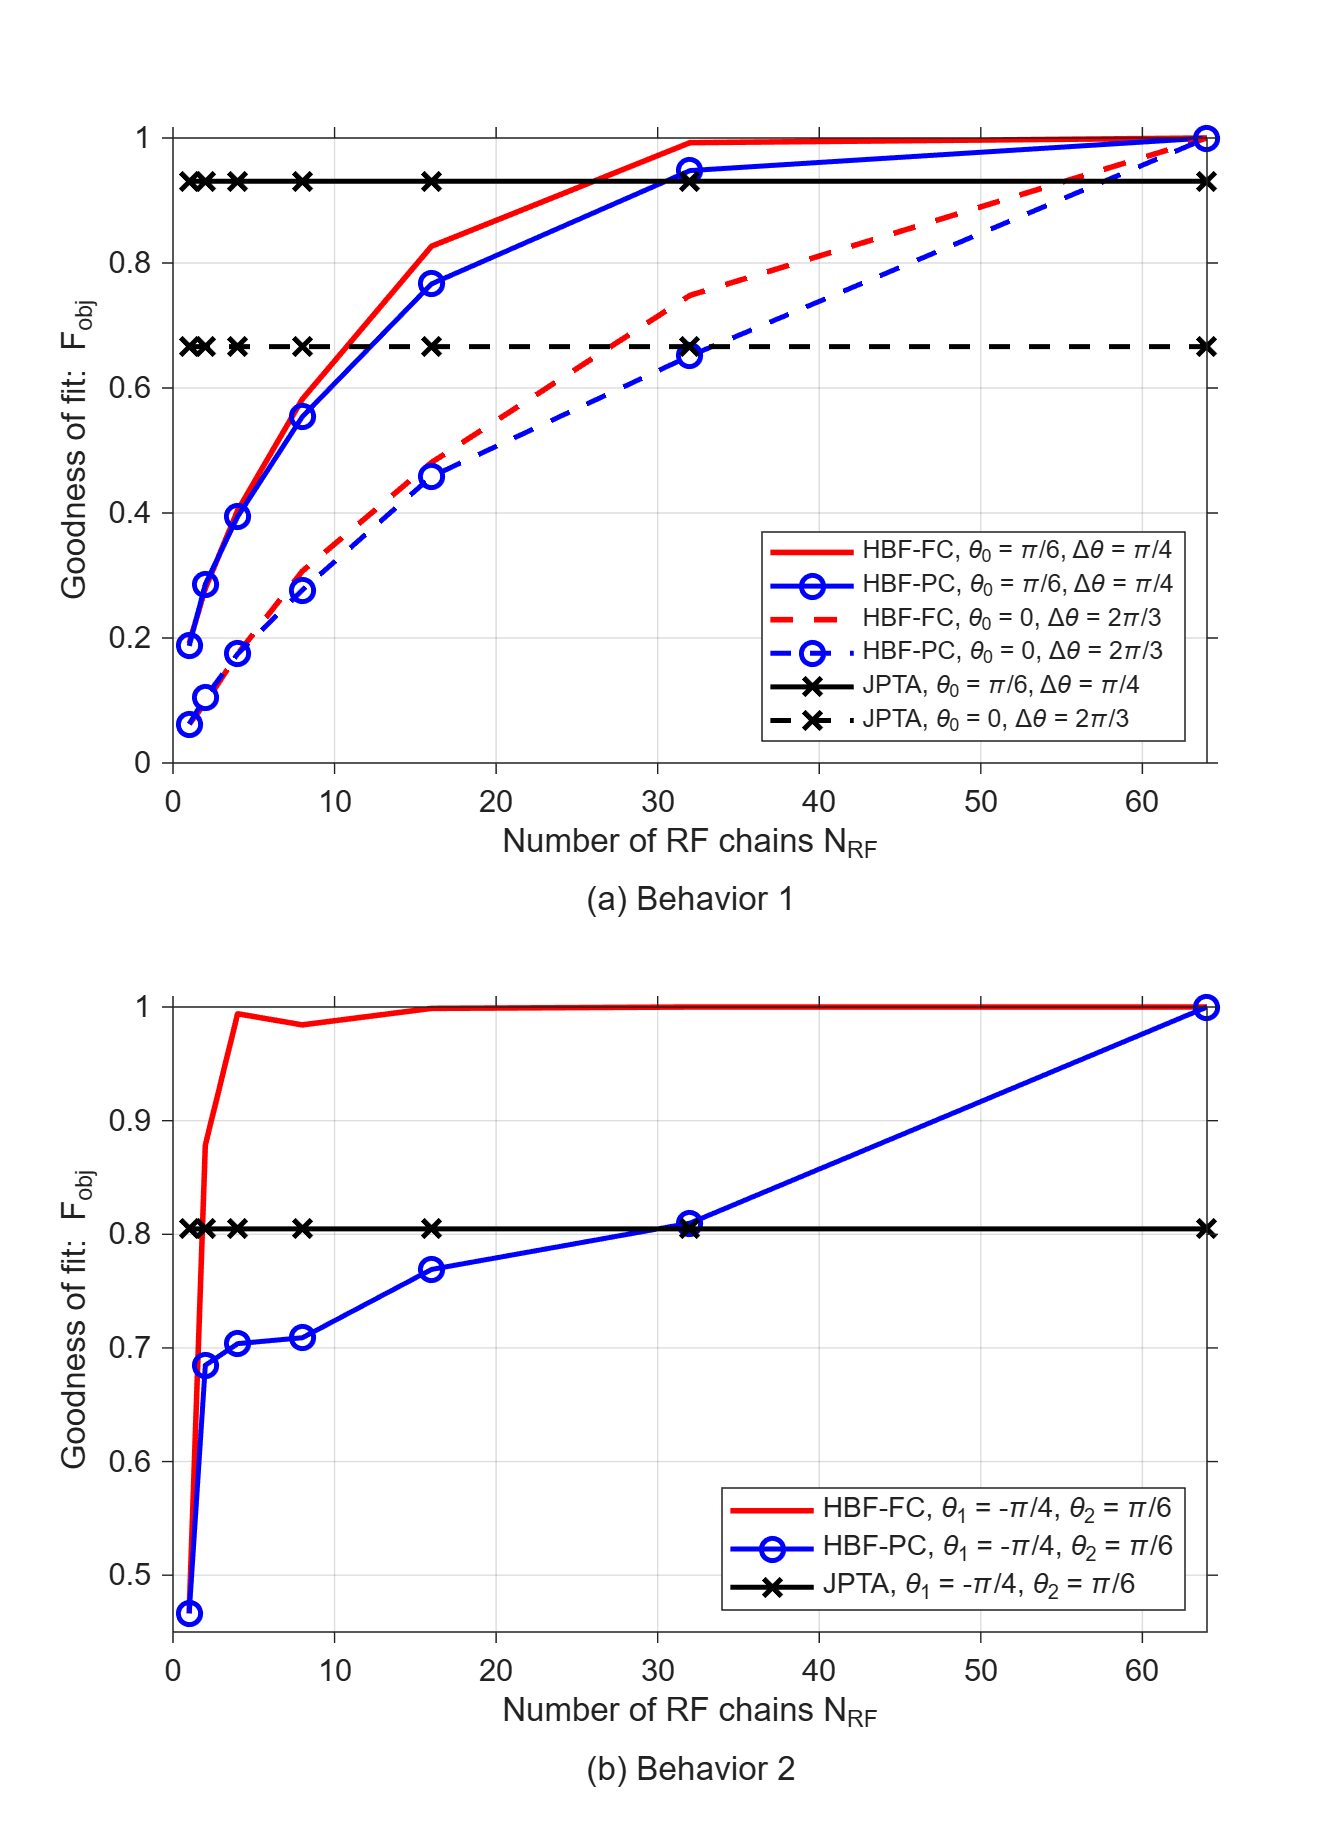 1
0.8
0.6
0.4
0.2
0
Goodness of fit: F_obj
HBF-FC, θ₀ = π/6, Δθ = π/4
HBF-PC, θ₀ = π/6, Δθ = π/4
HBF-FC, θ₀ = 0, Δθ = 2π/3
HBF-PC, θ₀ = 0, Δθ = 2π/3
JPTA, θ₀ = π/6, Δθ = π/4
JPTA, θ₀ = 0, Δθ = 2π/3
0 10 20 30 40 50 60
Number of RF chains N_RF
(a) Behavior 1
1
0.9
0.8
0.7
0.6
0.5
Goodness of fit: F_obj
HBF-FC, θ₁ = -π/4, θ₂ = π/6
HBF-PC, θ₁ = -π/4, θ₂ = π/6
JPTA, θ₁ = -π/4, θ₂ = π/6
0 10 20 30 40 50 60
Number of RF chains N_RF
(b) Behavior 2